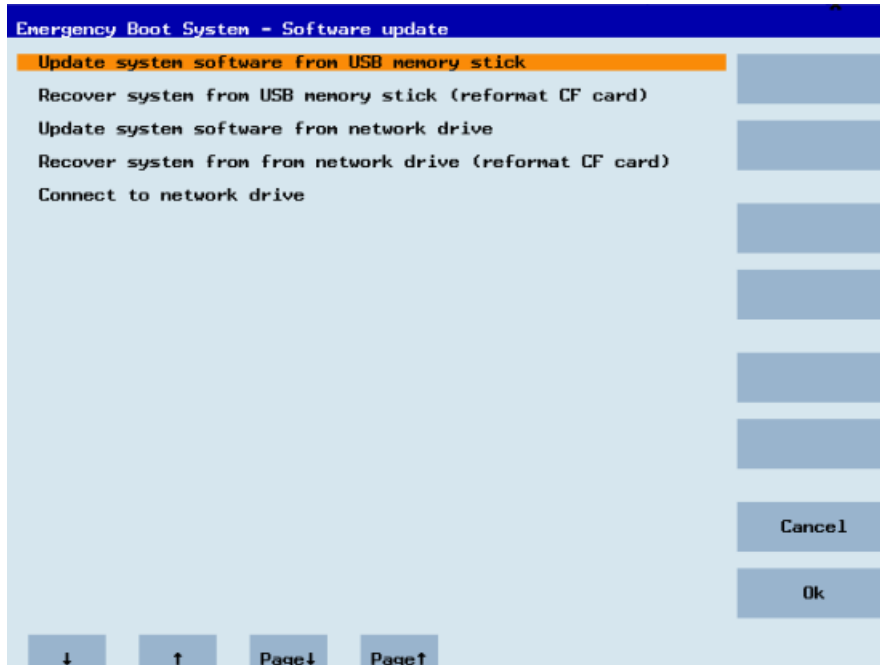 Emergency Boot System - Software update
Update system software from USB memory stick
Recover system from USB memory stick (reformat CF card)
Update system software from network drive
Recover system from from network drive (reformat CF card)
Connect to network drive
Cancel
Ok
↓ ↑ Page↓ Page↑